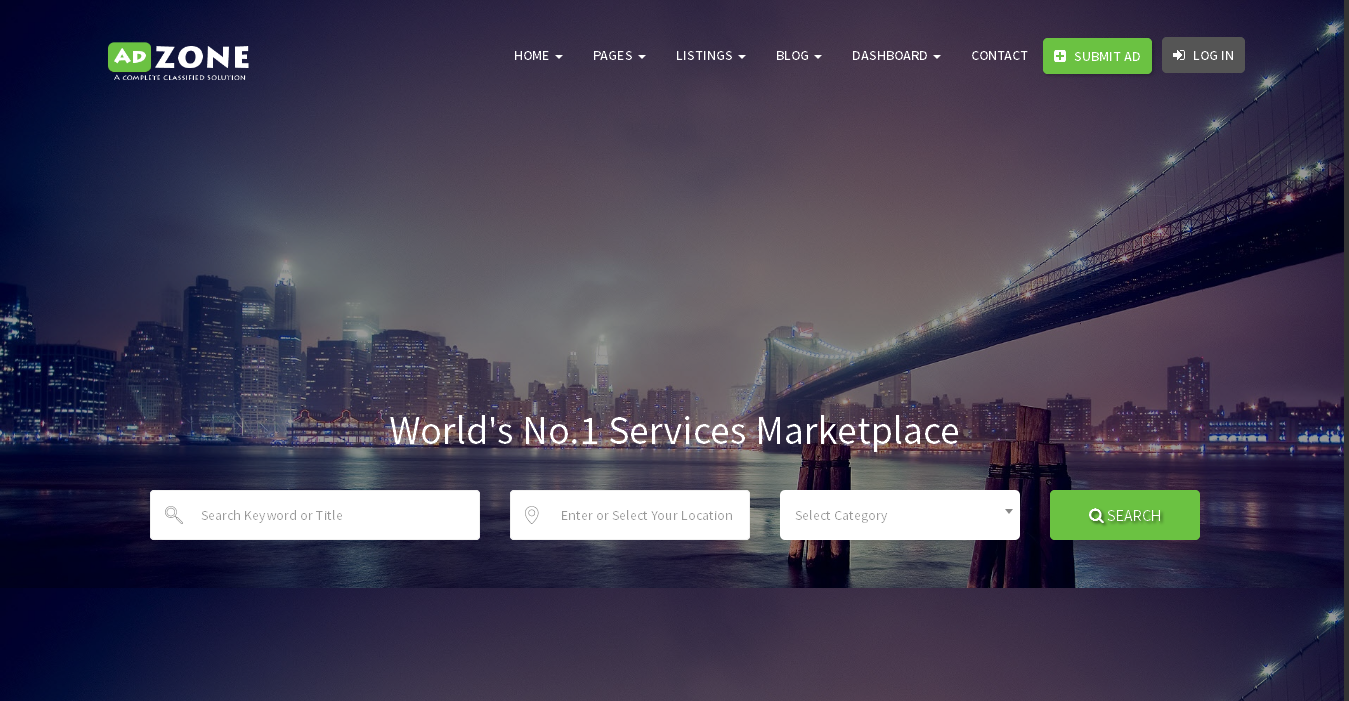 AD ZONE
A COMPLETE CLASSIFIED SOLUTION
HOME PAGES LISTINGS BLOG DASHBOARD CONTACT SUBMIT AD LOG IN
World's No.1 Services Marketplace
Search Keyword or Title Enter or Select Your Location Select Category SEARCH